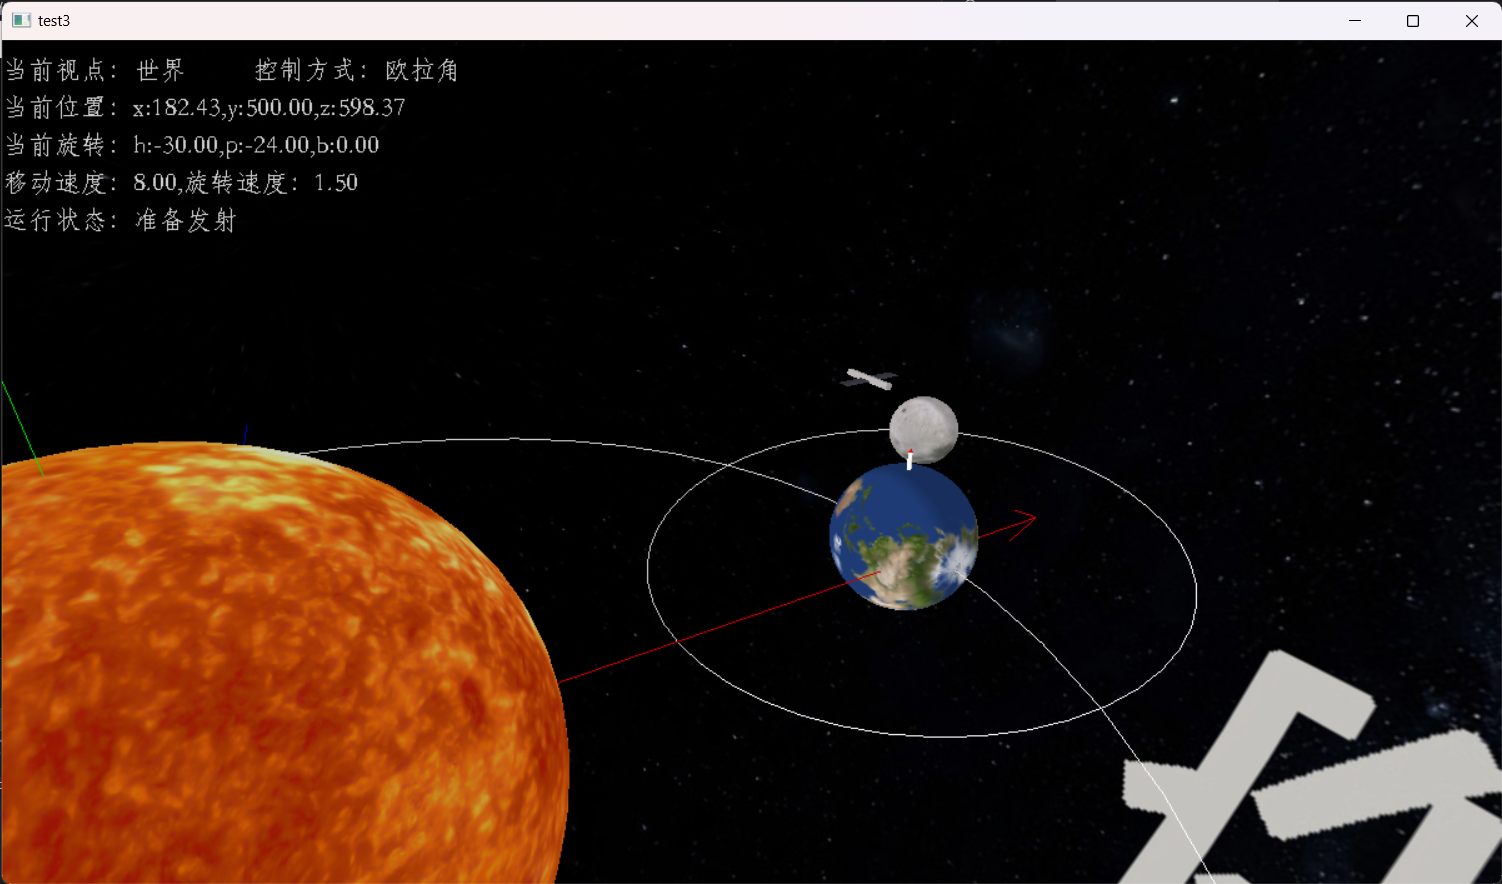 test3
当前视点：世界 控制方式：欧拉角
当前位置：x:182.43,y:500.00,z:598.37
当前旋转：h:-30.00,p:-24.00,b:0.00
移动速度：8.00,旋转速度：1.50
运行状态：准备发射